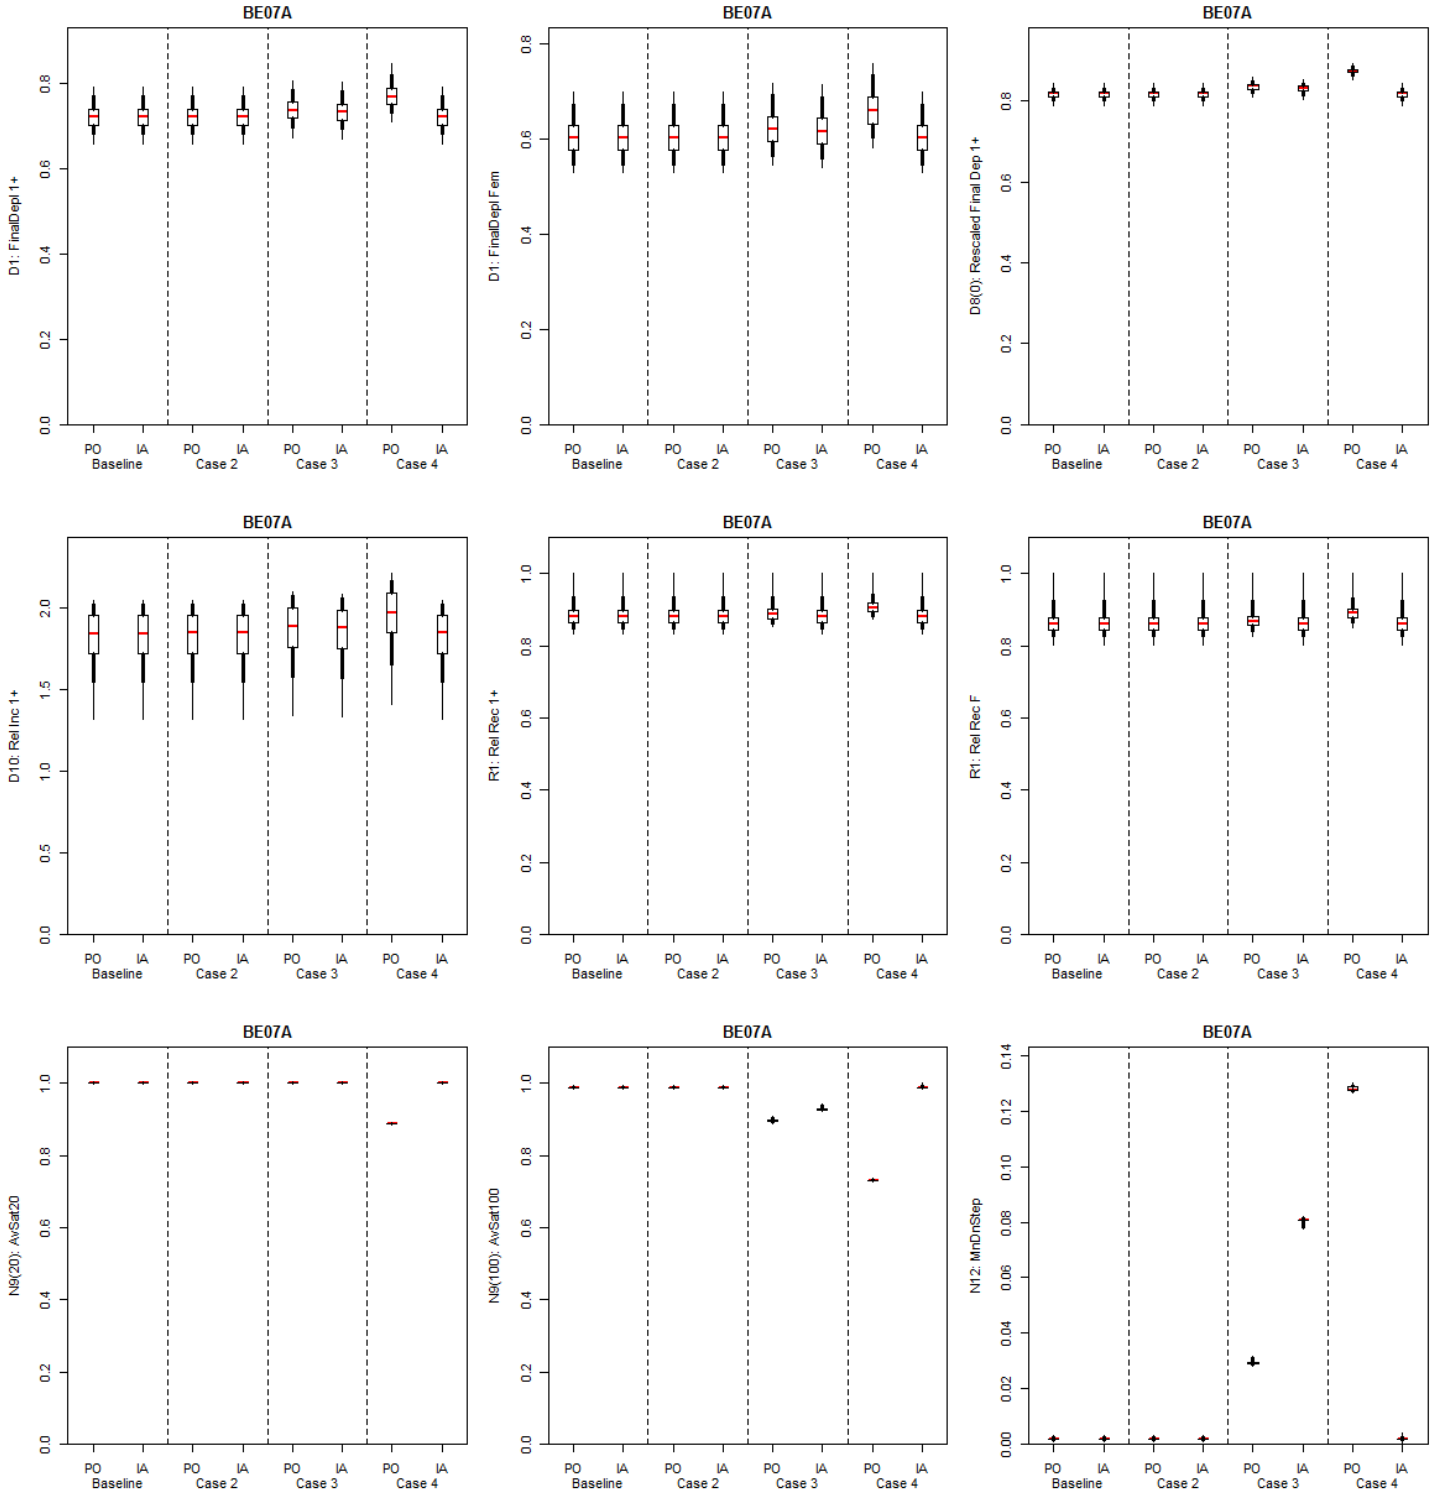 BE07A
D1: FinalDepl 1+
0.0 0.2 0.4 0.6 0.8
PO IA PO IA PO IA PO IA
Baseline Case 2 Case 3 Case 4
BE07A
D1: FinalDepl Fem
0.0 0.2 0.4 0.6 0.8
PO IA PO IA PO IA PO IA
Baseline Case 2 Case 3 Case 4
BE07A
D8(0): Rescaled Final Dep 1+
0.0 0.2 0.4 0.6 0.8
PO IA PO IA PO IA PO IA
Baseline Case 2 Case 3 Case 4
BE07A
D10: Rel Inc 1+
0.0 0.5 1.0 1.5 2.0
PO IA PO IA PO IA PO IA
Baseline Case 2 Case 3 Case 4
BE07A
R1: Rel Rec 1+
0.0 0.2 0.4 0.6 0.8 1.0
PO IA PO IA PO IA PO IA
Baseline Case 2 Case 3 Case 4
BE07A
R1: Rel Rec F
0.0 0.2 0.4 0.6 0.8 1.0
PO IA PO IA PO IA PO IA
Baseline Case 2 Case 3 Case 4
BE07A
N9(20): AvSat20
0.0 0.2 0.4 0.6 0.8 1.0
PO IA PO IA PO IA PO IA
Baseline Case 2 Case 3 Case 4
BE07A
N9(100): AvSat100
0.0 0.2 0.4 0.6 0.8 1.0
PO IA PO IA PO IA PO IA
Baseline Case 2 Case 3 Case 4
BE07A
N12: MnDnStep
0.00 0.02 0.04 0.06 0.08 0.10 0.12 0.14
PO IA PO IA PO IA PO IA
Baseline Case 2 Case 3 Case 4